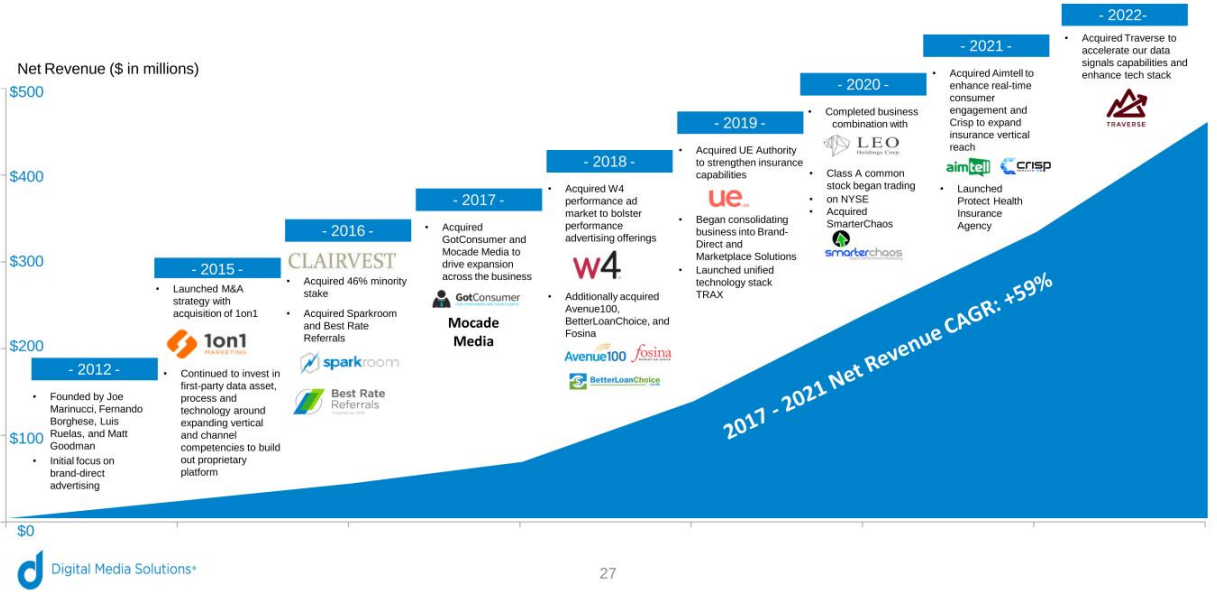 Net Revenue ($ in millions)
$500
$400
$300
$200
$100
$0
- 2012 -
• Founded by Joe
Marinucci, Fernando
Borghese, Luis
Ruelas, and Matt
Goodman
• Initial focus on
brand-direct
advertising
- 2015 -
• Launched M&A
strategy with
acquisition of 1on1
1on1
MARKETING
• Continued to invest in
first-party data asset,
process and
technology around
expanding vertical
and channel
competencies to build
out proprietary
platform
- 2016 -
CLAIRVEST
• Acquired 46% minority
stake
• Acquired Sparkroom
and Best Rate
Referrals
sparkroom
Best Rate
Referrals
- 2017 -
• Acquired
GotConsumer and
Mocade Media to
drive expansion
across the business
GotConsumer
Mocade
Media
- 2018 -
• Acquired W4
performance ad
market to bolster
performance
advertising offerings
W4
• Additionally acquired
Avenue100,
BetterLoanChoice, and
Fosina
Avenue100
fosina
BetterLoanChoice
- 2019 -
• Acquired UE Authority
to strengthen insurance
capabilities
ue.co
• Began consolidating
business into Brand-
Direct and
Marketplace Solutions
• Launched unified
technology stack
TRAX
- 2020 -
• Completed business
combination with
LEO
Holdings Corp.
• Class A common
stock began trading
• on NYSE
• Acquired
SmarterChaos
smarterchaos
- 2021 -
• Acquired Aimtell to
enhance real-time
consumer
engagement and
Crisp to expand
insurance vertical
reach
aimtell
crisp
• Launched
Protect Health
Insurance
Agency
- 2022-
• Acquired Traverse to
accelerate our data
signals capabilities and
enhance tech stack
TRAVERSE
2017 - 2021 Net Revenue CAGR: +59%
Digital Media Solutions
27